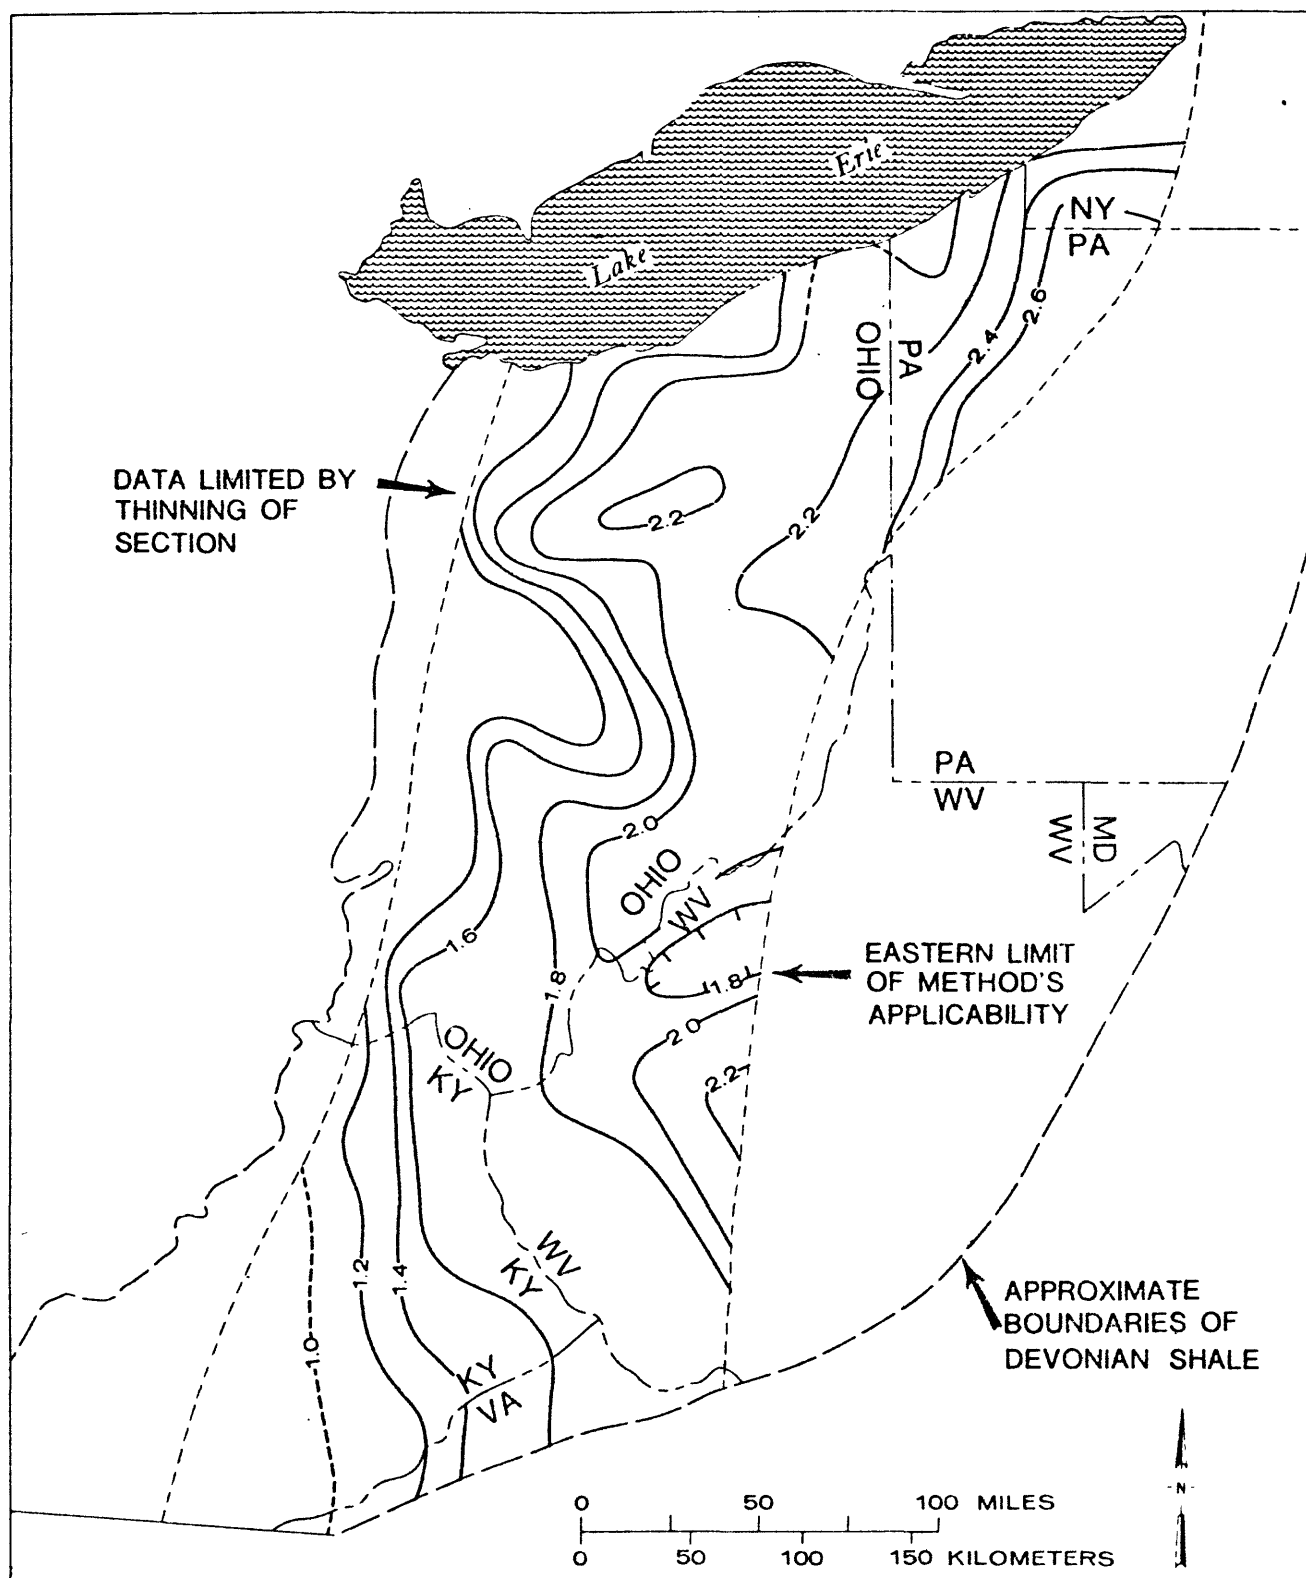 Lake Erie
NY
PA
PA
OHIO
2.6
2.4
DATA LIMITED BY
THINNING OF
SECTION
2.2
2.2
PA
WV
MD
WV
2.0
OHIO
WV
1.6
1.8
1.8
EASTERN LIMIT
OF METHOD'S
APPLICABILITY
2.0
OHIO
KY
2.2
WV
KY
1.2
1.4
1.0
APPROXIMATE
BOUNDARIES OF
DEVONIAN SHALE
KY
VA
N
0 50 100 MILES
0 50 100 150 KILOMETERS